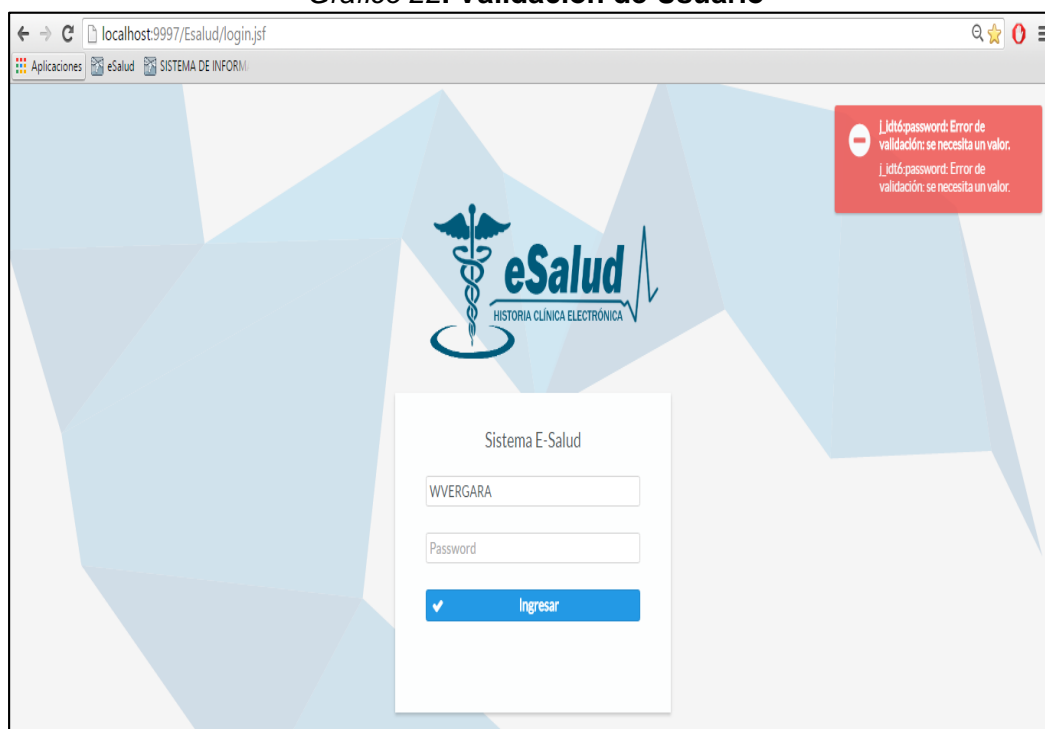 Gráfico 22. Validación de Usuario
localhost:9997/Esalud/login.jsf
Aplicaciones eSalud SISTEMA DE INFORM
j_idt6:password: Error de
validación: se necesita un valor.
j_idt6:password: Error de
validación: se necesita un valor.
eSalud
HISTORIA CLÍNICA ELECTRÓNICA
Sistema E-Salud
WVERGARA
Password
Ingresar